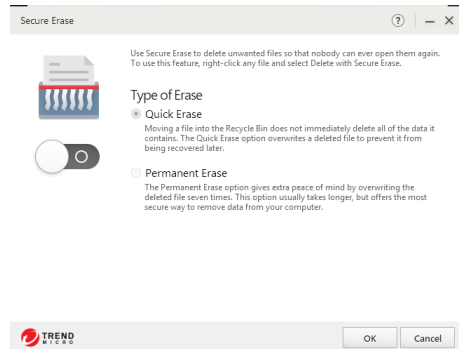 Secure Erase
Use Secure Erase to delete unwanted files so that nobody can ever open them again.
To use this feature, right-click any file and select Delete with Secure Erase.
Type of Erase
Quick Erase
Moving a file into the Recycle Bin does not immediately delete all of the data it
contains. The Quick Erase option overwrites a deleted file to prevent it from
being recovered later.
Permanent Erase
The Permanent Erase option gives extra peace of mind by overwriting the
deleted file seven times. This option usually takes longer, but offers the most
secure way to remove data from your computer.
TREND
MICRO
OK Cancel